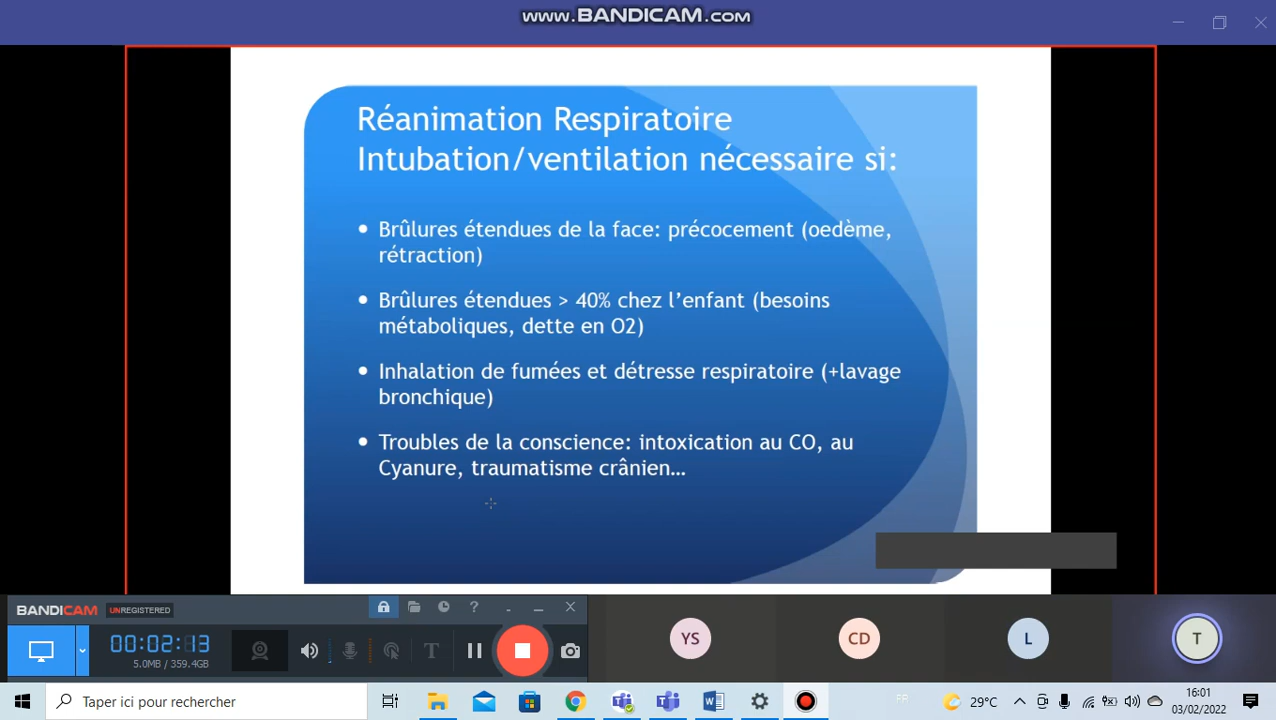 www.BANDICAM.com
Réanimation Respiratoire
Intubation/ventilation nécessaire si:
• Brûlures étendues de la face: précocement (oedème,
rétraction)
• Brûlures étendues > 40% chez l'enfant (besoins
métaboliques, dette en O2)
• Inhalation de fumées et détresse respiratoire (+lavage
bronchique)
• Troubles de la conscience: intoxication au CO, au
Cyanure, traumatisme crânien...
BANDICAM UNREGISTERED
00:02:13
5.0MB / 359.4GB
YS
CD
L
T
Taper ici pour rechercher
FR
29°C
16:01
03/02/2022